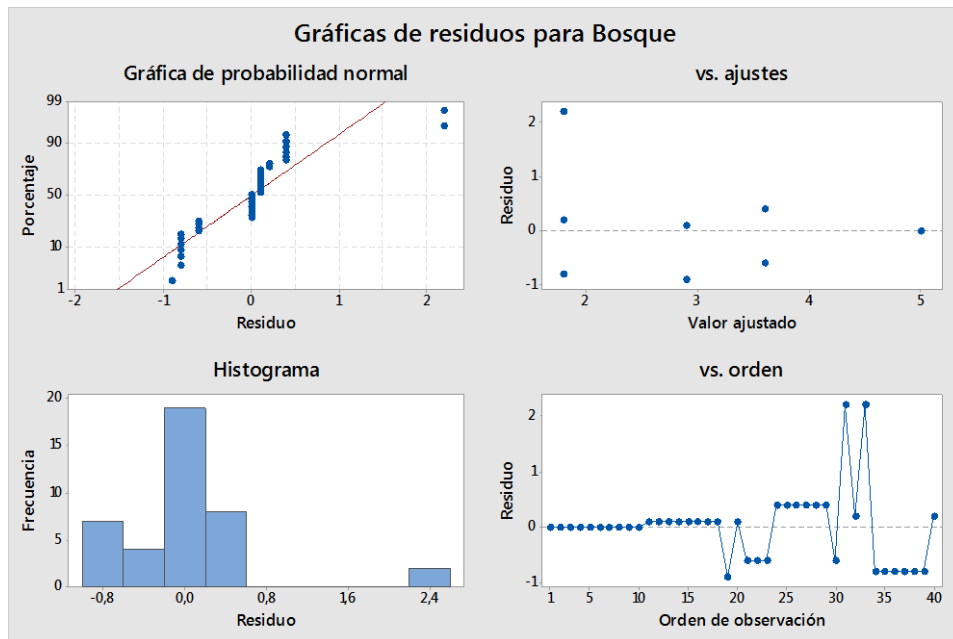 Gráficas de residuos para Bosque
Gráfica de probabilidad normal
99
90
50
10
1
Porcentaje
-2 -1 0 1 2
Residuo
vs. ajustes
2
1
0
-1
Residuo
2 3 4 5
Valor ajustado
Histograma
20
15
10
5
0
Frecuencia
-0,8 0,0 0,8 1,6 2,4
Residuo
vs. orden
2
1
0
-1
Residuo
1 5 10 15 20 25 30 35 40
Orden de observación